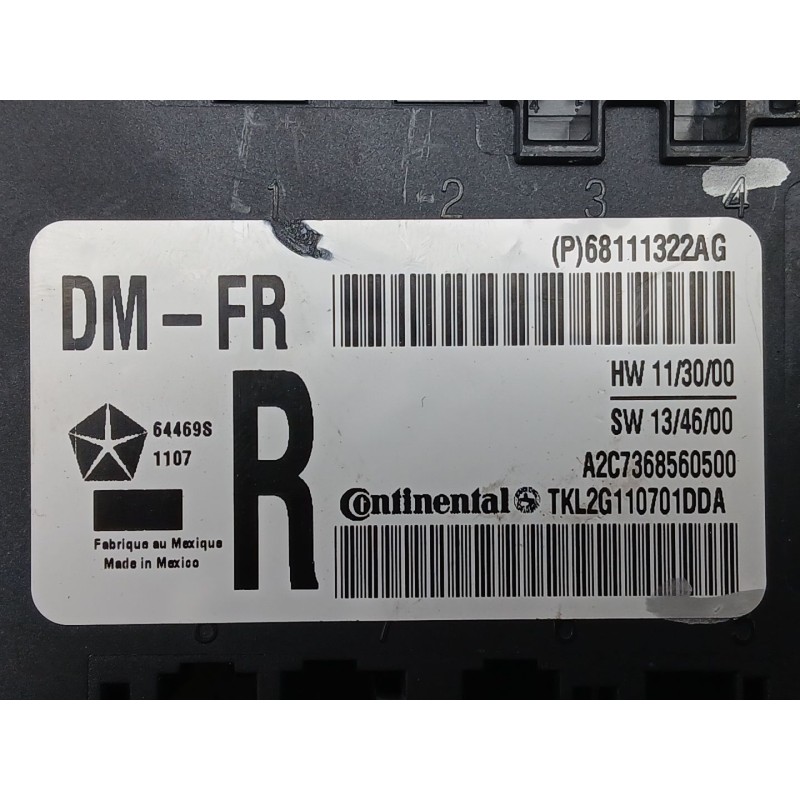 1 2 3 4
(P)68111322AG
DM-FR
HW 11/30/00
SW 13/46/00
R
64469S
1107
A2C7368560500
Continental TKL2G110701DDA
Fabrique au Mexique
Made in Mexico